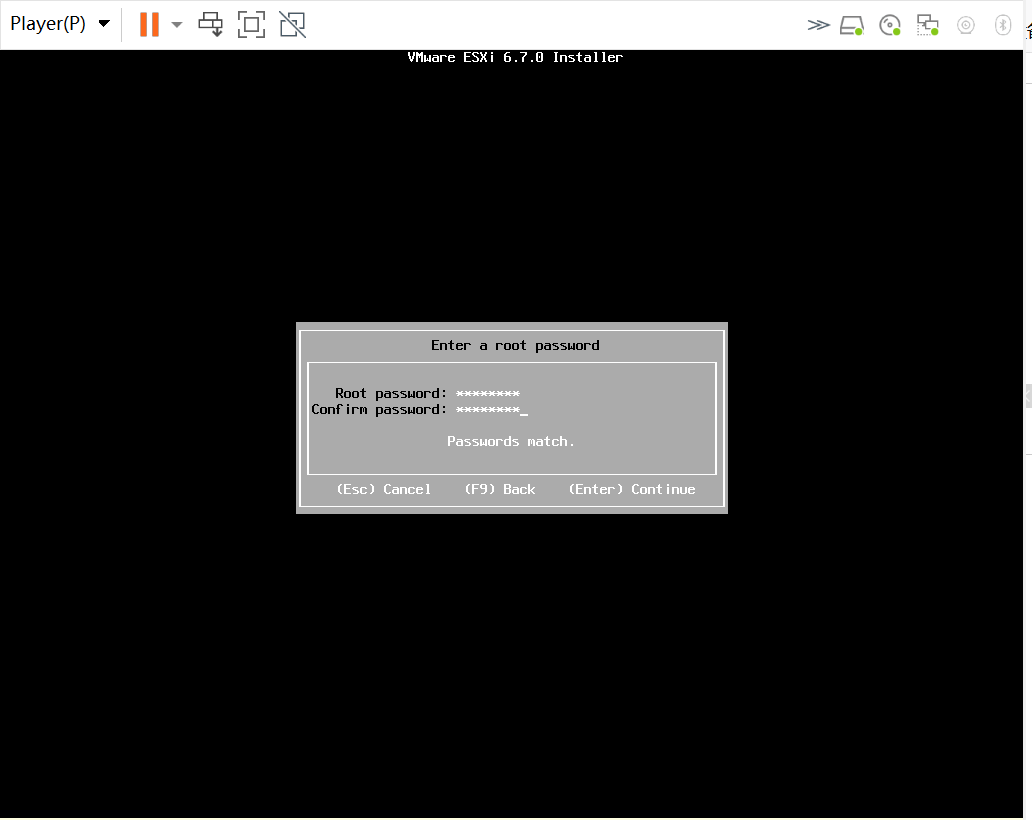 Player(P)
VMware ESXi 6.7.0 Installer
Enter a root password
Root password: ********
Confirm password: ********_
Passwords match.
(Esc) Cancel (F9) Back (Enter) Continue